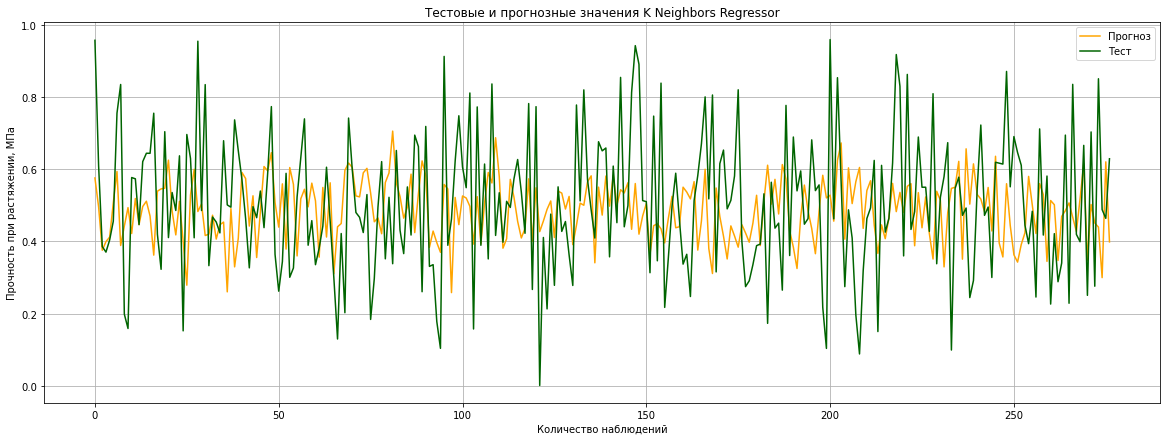 Тестовые и прогнозные значения K Neighbors Regressor
Прогноз
Тест
Прочность при растяжении, МПа
1.0
0.8
0.6
0.4
0.2
0.0
0 50 100 150 200 250
Количество наблюдений